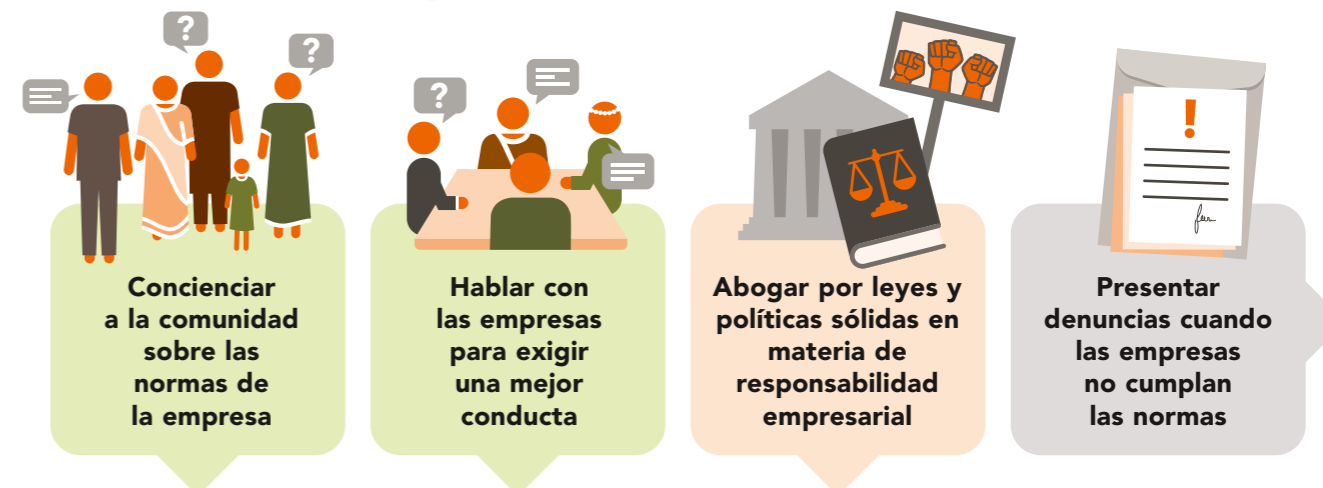 ?
?
?
!
Concienciar
a la comunidad
sobre las
normas de
la empresa
Hablar con
las empresas
para exigir
una mejor
conducta
Abogar por leyes y
políticas sólidas en
materia de
responsabilidad
empresarial
Presentar
denuncias cuando
las empresas
no cumplan
las normas